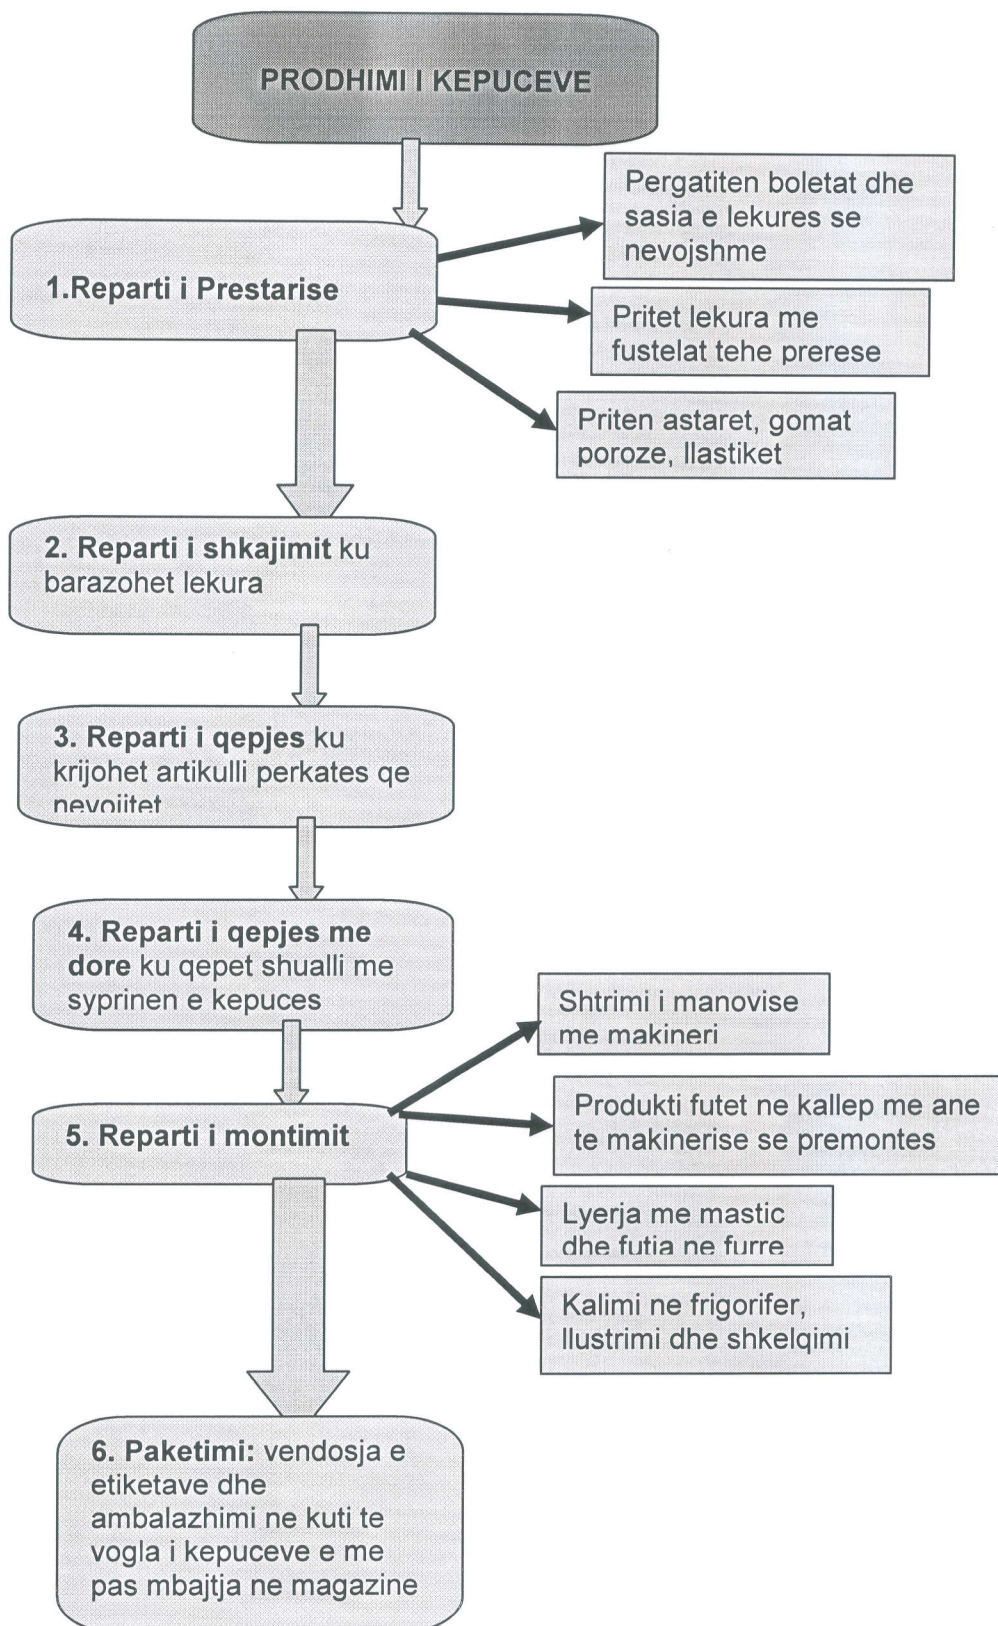 PRODHIMI I KEPUCEVE
Pergatiten boletat dhe
sasia e lekures se
nevojshme
1.Reparti i Prestarise
Pritet lekura me
fustelat tehe prerese
Priten astaret, gomat
poroze, llastiket
2. Reparti i shkajimit ku
barazohet lekura
3. Reparti i qepjes ku
krijohet artikulli perkates qe
nevojitet
4. Reparti i qepjes me
dore ku qepet shualli me
syprinen e kepuces
Shtrimi i manovise
me makineri
5. Reparti i montimit
Produkti futet ne kallep me ane
te makinerise se premontes
Lyerja me mastic
dhe futja ne furre
Kalimi ne frigorifer,
llustrimi dhe shkelqimi
6. Paketimi: vendosja e
etiketave dhe
ambalazhimi ne kuti te
vogla i kepuceve e me
pas mbajtja ne magazine